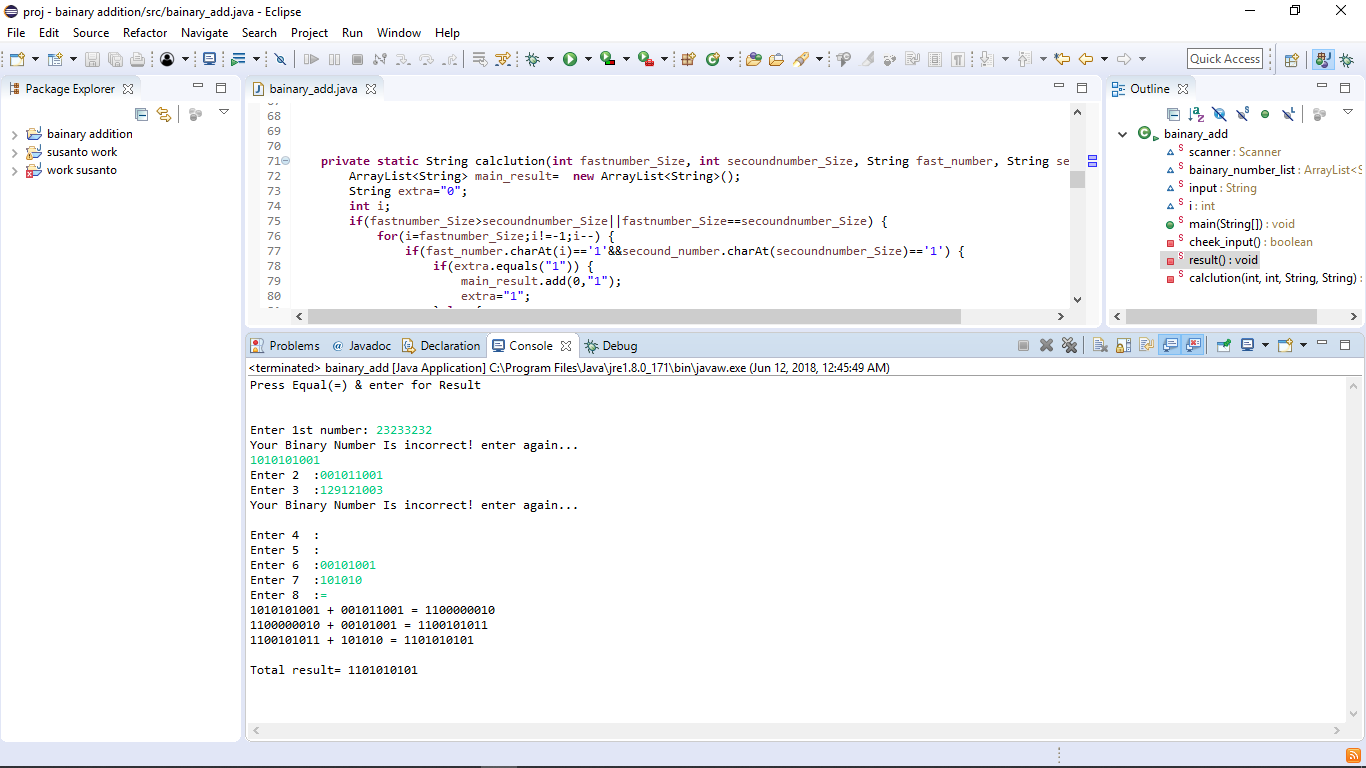 proj - bainary addition/src/bainary_add.java - Eclipse
File Edit Source Refactor Navigate Search Project Run Window Help
Quick Access
Package Explorer
bainary addition
susanto work
work susanto
bainary_add.java
68
69
70
71 private static String calclution(int fastnumber_Size, int secoundnumber_Size, String fast_number, String se
72 ArrayList<String> main_result= new ArrayList<String>();
73 String extra="0";
74 int i;
75 if(fastnumber_Size>secoundnumber_Size||fastnumber_Size==secoundnumber_Size) {
76 for(i=fastnumber_Size;i!=-1;i--) {
77 if(fast_number.charAt(i)=='1'&&secound_number.charAt(secoundnumber_Size)=='1') {
78 if(extra.equals("1")) {
79 main_result.add(0,"1");
80 extra="1";
Outline
bainary_add
scanner : Scanner
bainary_number_list : ArrayList<S
input : String
i : int
main(String[]) : void
cheek_input() : boolean
result() : void
calclution(int, int, String, String) :
Problems @ Javadoc Declaration Console Debug
<terminated> bainary_add [Java Application] C:\Program Files\Java\jre1.8.0_171\bin\javaw.exe (Jun 12, 2018, 12:45:49 AM)
Press Equal(=) & enter for Result
Enter 1st number: 23233232
Your Binary Number Is incorrect! enter again...
1010101001
Enter 2 :001011001
Enter 3 :129121003
Your Binary Number Is incorrect! enter again...
Enter 4 :
Enter 5 :
Enter 6 :00101001
Enter 7 :101010
Enter 8 :=
1010101001 + 001011001 = 1100000010
1100000010 + 00101001 = 1100101011
1100101011 + 101010 = 1101010101
Total result= 1101010101